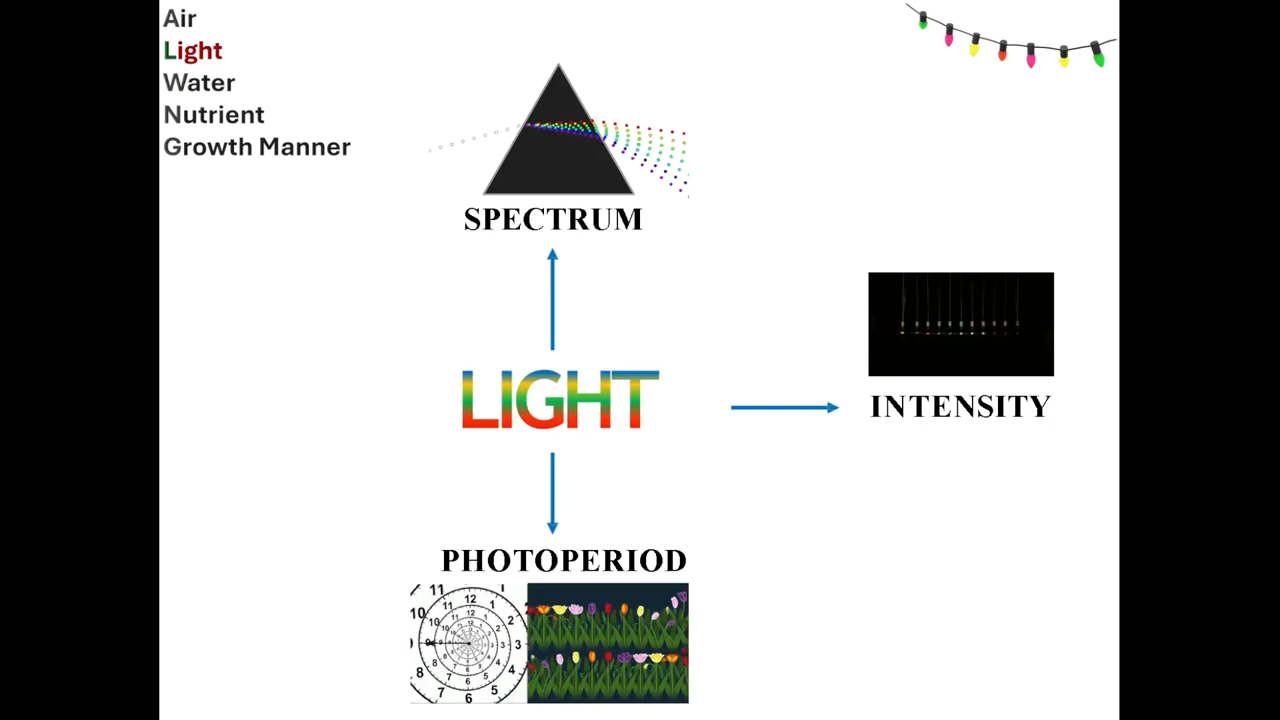 Air
Light
Water
Nutrient
Growth Manner
SPECTRUM
LIGHT
INTENSITY
PHOTOPERIOD